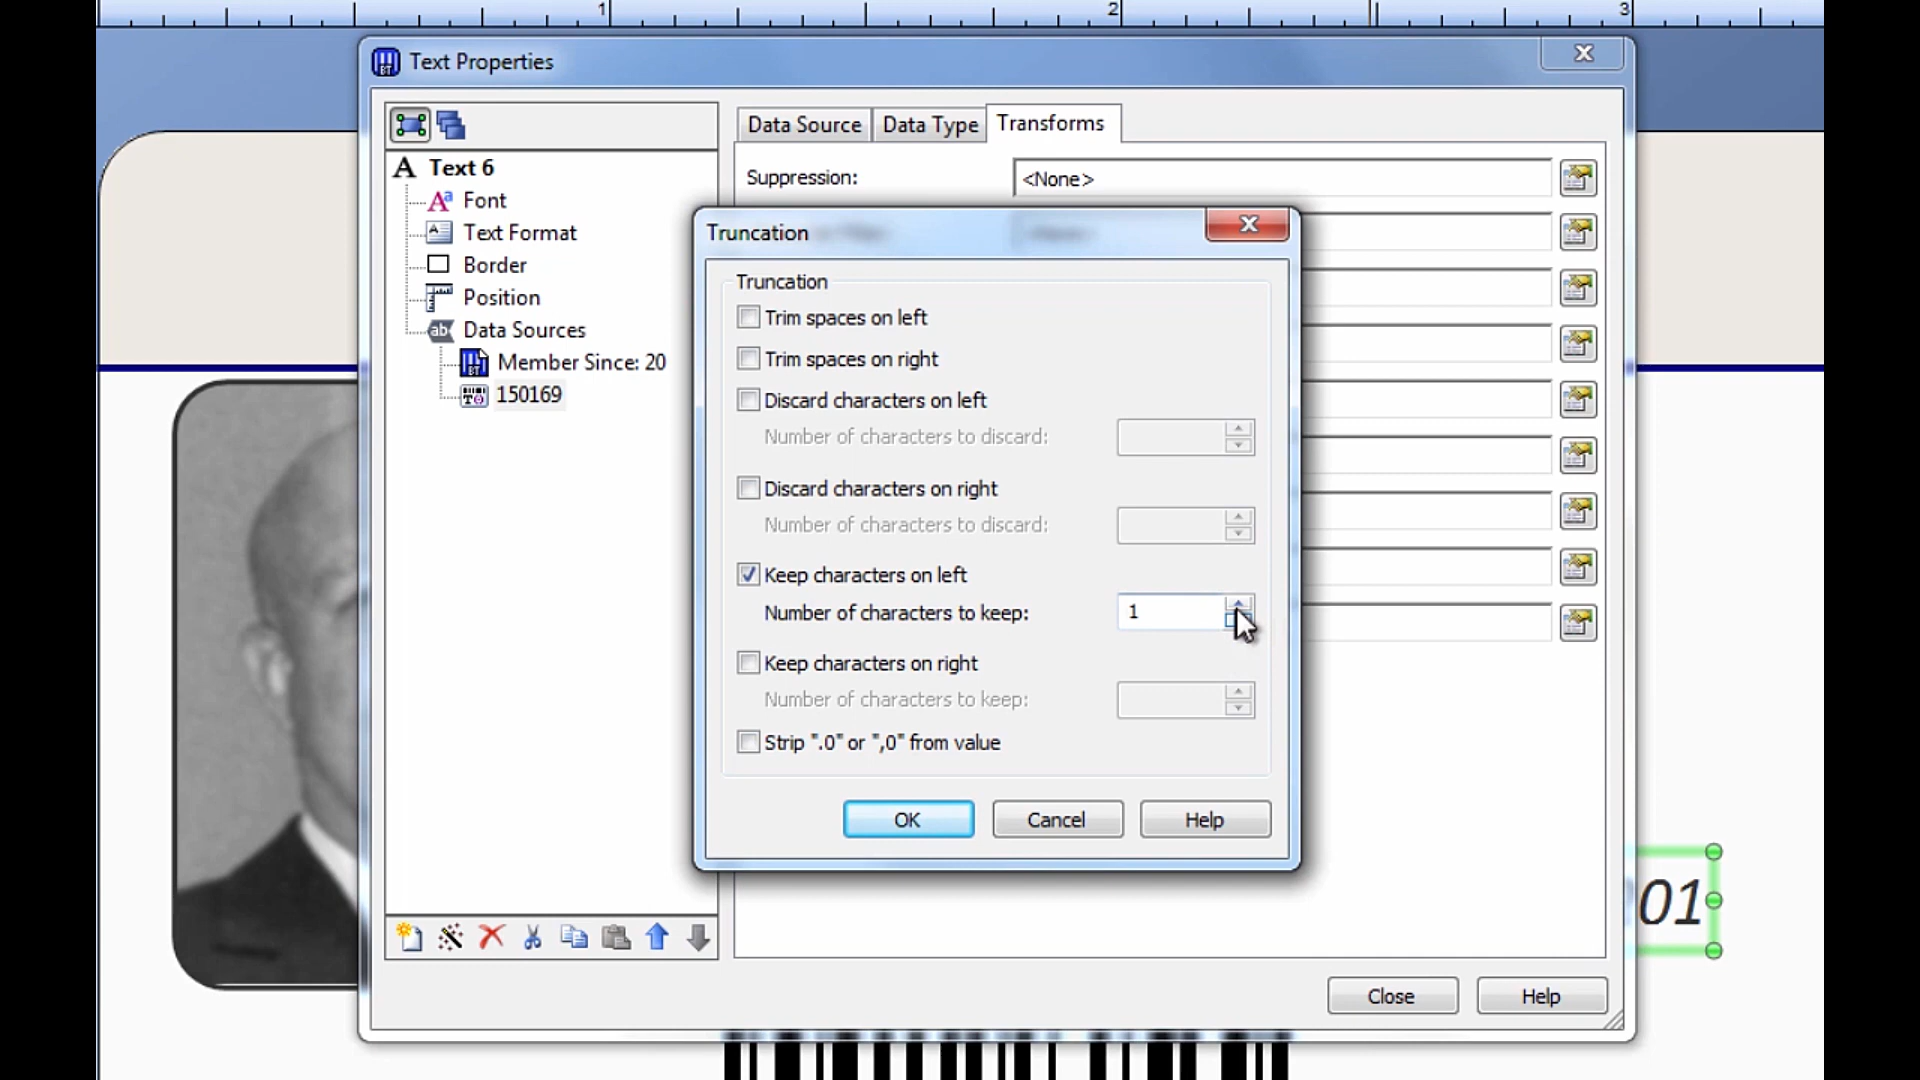 1 2 3
Text Properties
Data Source Data Type Transforms
A Text 6
Suppression: <None>
Font
Text Format
Border
Position
Data Sources
Member Since: 20
150169
Truncation
Truncation
Trim spaces on left
Trim spaces on right
Discard characters on left
Number of characters to discard:
Discard characters on right
Number of characters to discard:
Keep characters on left
Number of characters to keep: 1
Keep characters on right
Number of characters to keep:
Strip ".0" or ",0" from value
OK Cancel Help
01
Close Help